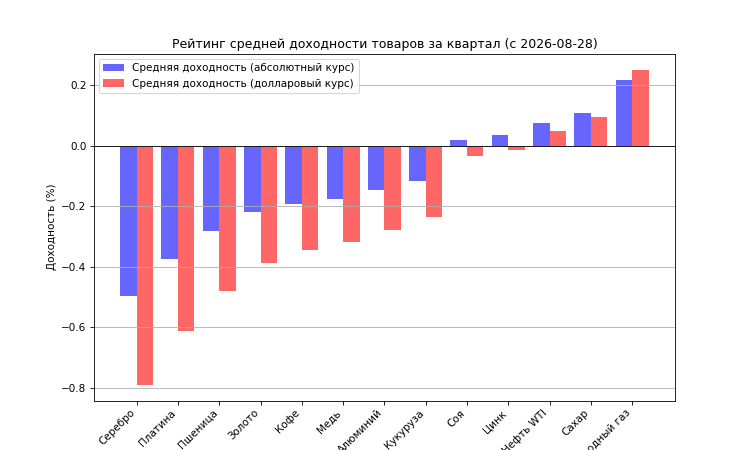 Рейтинг средней доходности товаров за квартал (с 2026-08-28)
Средняя доходность (абсолютный курс)
Средняя доходность (долларовый курс)
Доходность (%)
0.2
0.0
−0.2
−0.4
−0.6
−0.8
Серебро
Платина
Пшеница
Золото
Кофе
Медь
Алюминий
Кукуруза
Соя
Цинк
Нефть WTI
Сахар
газ